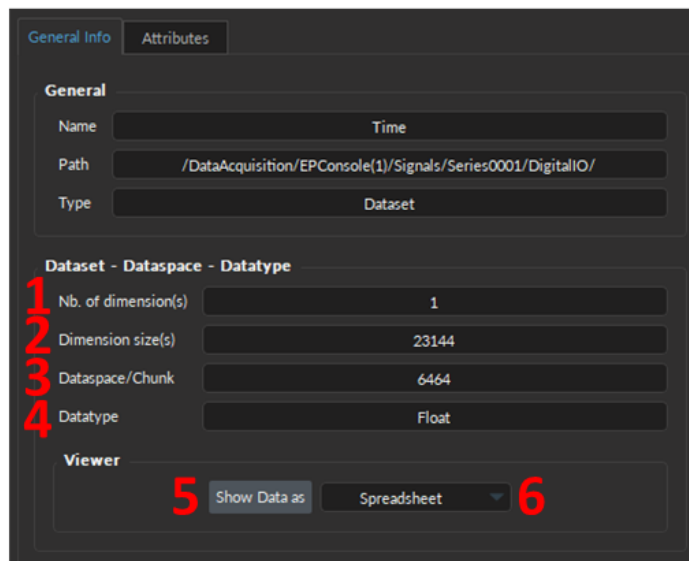 General Info Attributes
General
Name Time
Path /DataAcquisition/EPConsole(1)/Signals/Series0001/DigitalIO/
Type Dataset
Dataset - Dataspace - Datatype
1 Nb. of dimension(s) 1
2 Dimension size(s) 23144
3 Dataspace/Chunk 6464
4 Datatype Float
Viewer
5 Show Data as Spreadsheet 6